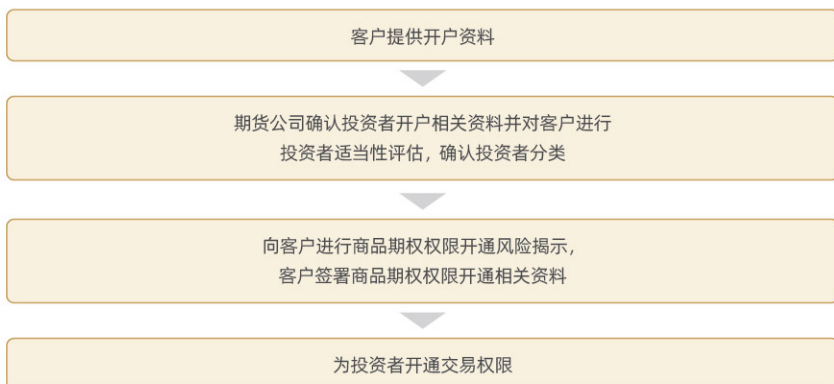 客户提供开户资料
期货公司确认投资者开户相关资料并对客户进行
投资者适当性评估，确认投资者分类
向客户进行商品期权权限开通风险揭示，
客户签署商品期权权限开通相关资料
为投资者开通交易权限